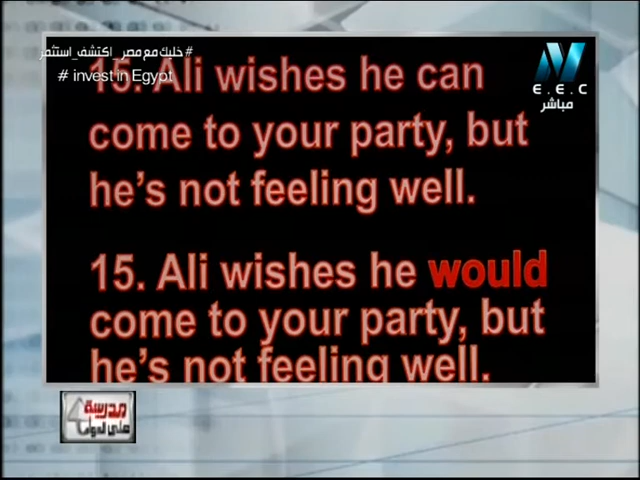 #خليك_مع_مصر_اكتشف_استثمر
# invest in Egypt
E.E.C
مباشر
15. Ali wishes he can
come to your party, but
he's not feeling well.
15. Ali wishes he would
come to your party, but
he's not feeling well.
مدرسة
على الهواء